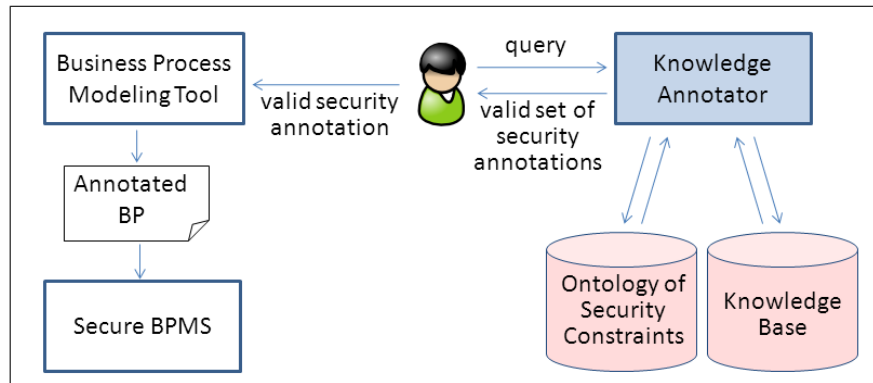 Business Process
Modeling Tool
valid security
annotation
query
valid set of
security
annotations
Knowledge
Annotator
Annotated
BP
Secure BPMS
Ontology of
Security
Constraints
Knowledge
Base